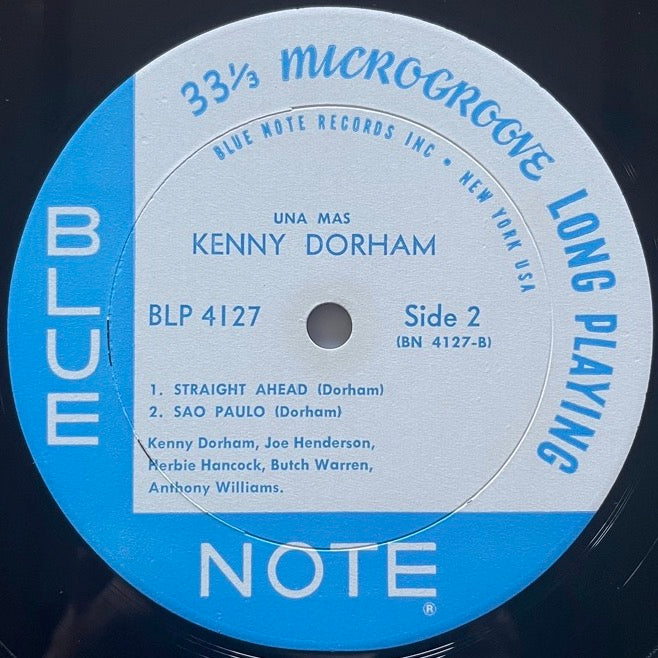 33⅓ MICROGROOVE LONG PLAYING
BLUE NOTE RECORDS INC • NEW YORK USA
UNA MAS
KENNY DORHAM
BLP 4127
Side 2
(BN 4127-B)
1. STRAIGHT AHEAD (Dorham)
2. SAO PAULO (Dorham)
Kenny Dorham, Joe Henderson,
Herbie Hancock, Butch Warren,
Anthony Williams.
BLUE
NOTE ®